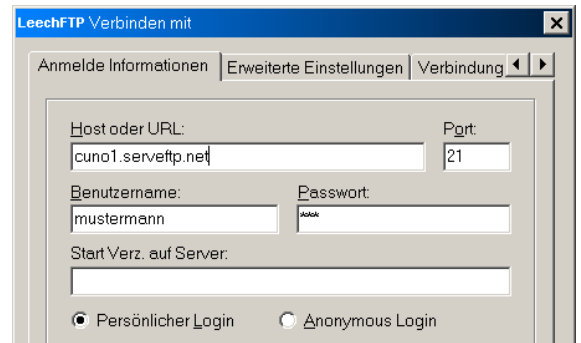 LeechFTP Verbinden mit
Anmelde Informationen Erweiterte Einstellungen Verbindung
Host oder URL: Port:
cuno1.serveftp.net 21
Benutzername: Passwort:
mustermann ****
Start Verz. auf Server:
Persönlicher Login Anonymous Login